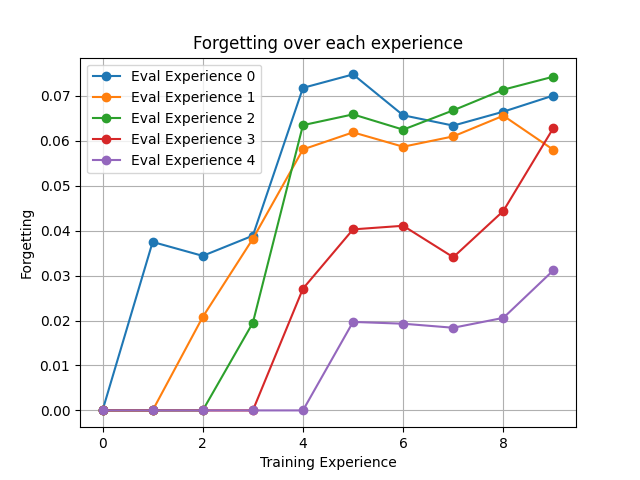 Forgetting over each experience
Eval Experience 0
Eval Experience 1
Eval Experience 2
Eval Experience 3
Eval Experience 4
Forgetting
0.07
0.06
0.05
0.04
0.03
0.02
0.01
0.00
0 2 4 6 8
Training Experience